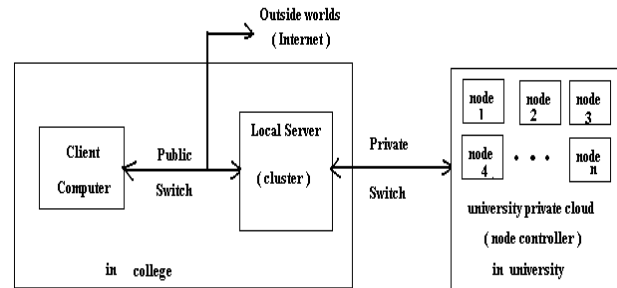 Outside worlds
( Internet )
Client
Computer
Public
Switch
Local Server
( cluster )
Private
Switch
node
1
node
2
node
3
node
4
• • •
node
n
university private cloud
( node controller )
in university
in college